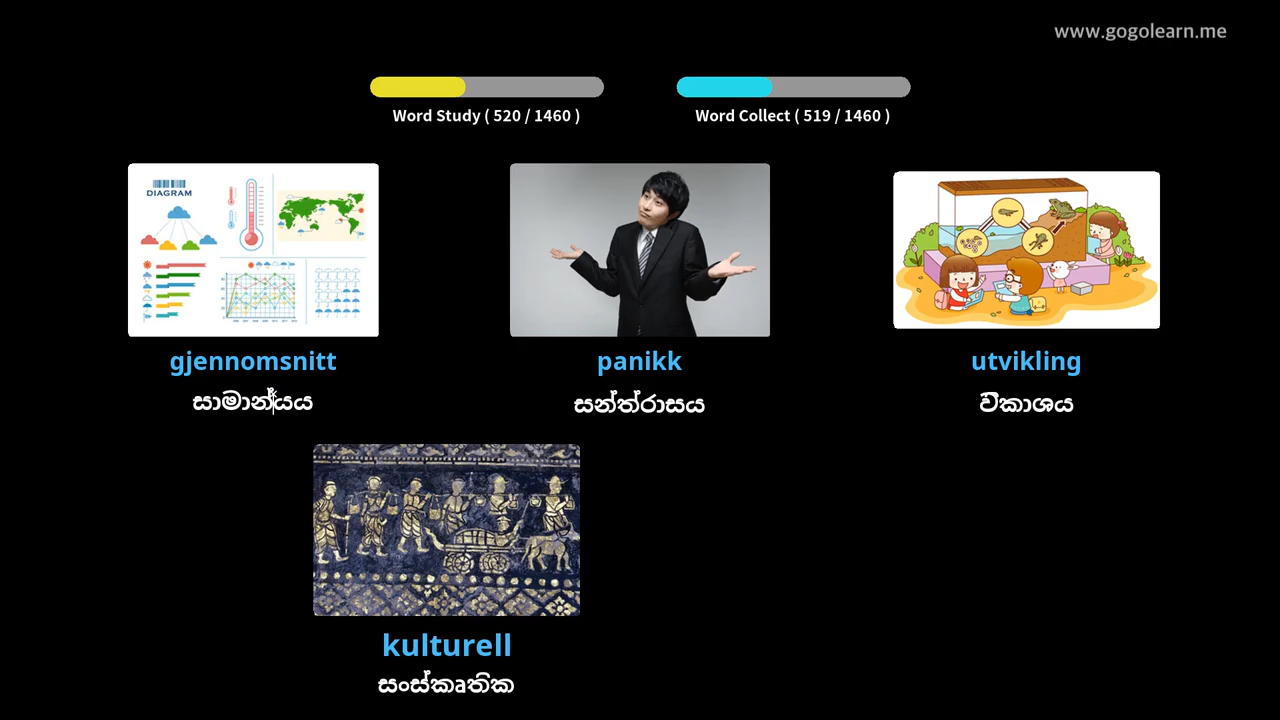 www.gogolearn.me
Word Study ( 520 / 1460 )
Word Collect ( 519 / 1460 )
DIAGRAM
gjennomsnitt
panikk
utvikling
සාමාන්‍යය
සන්ත්රාසය
විකාශය
kulturell
සංස්කෘතික